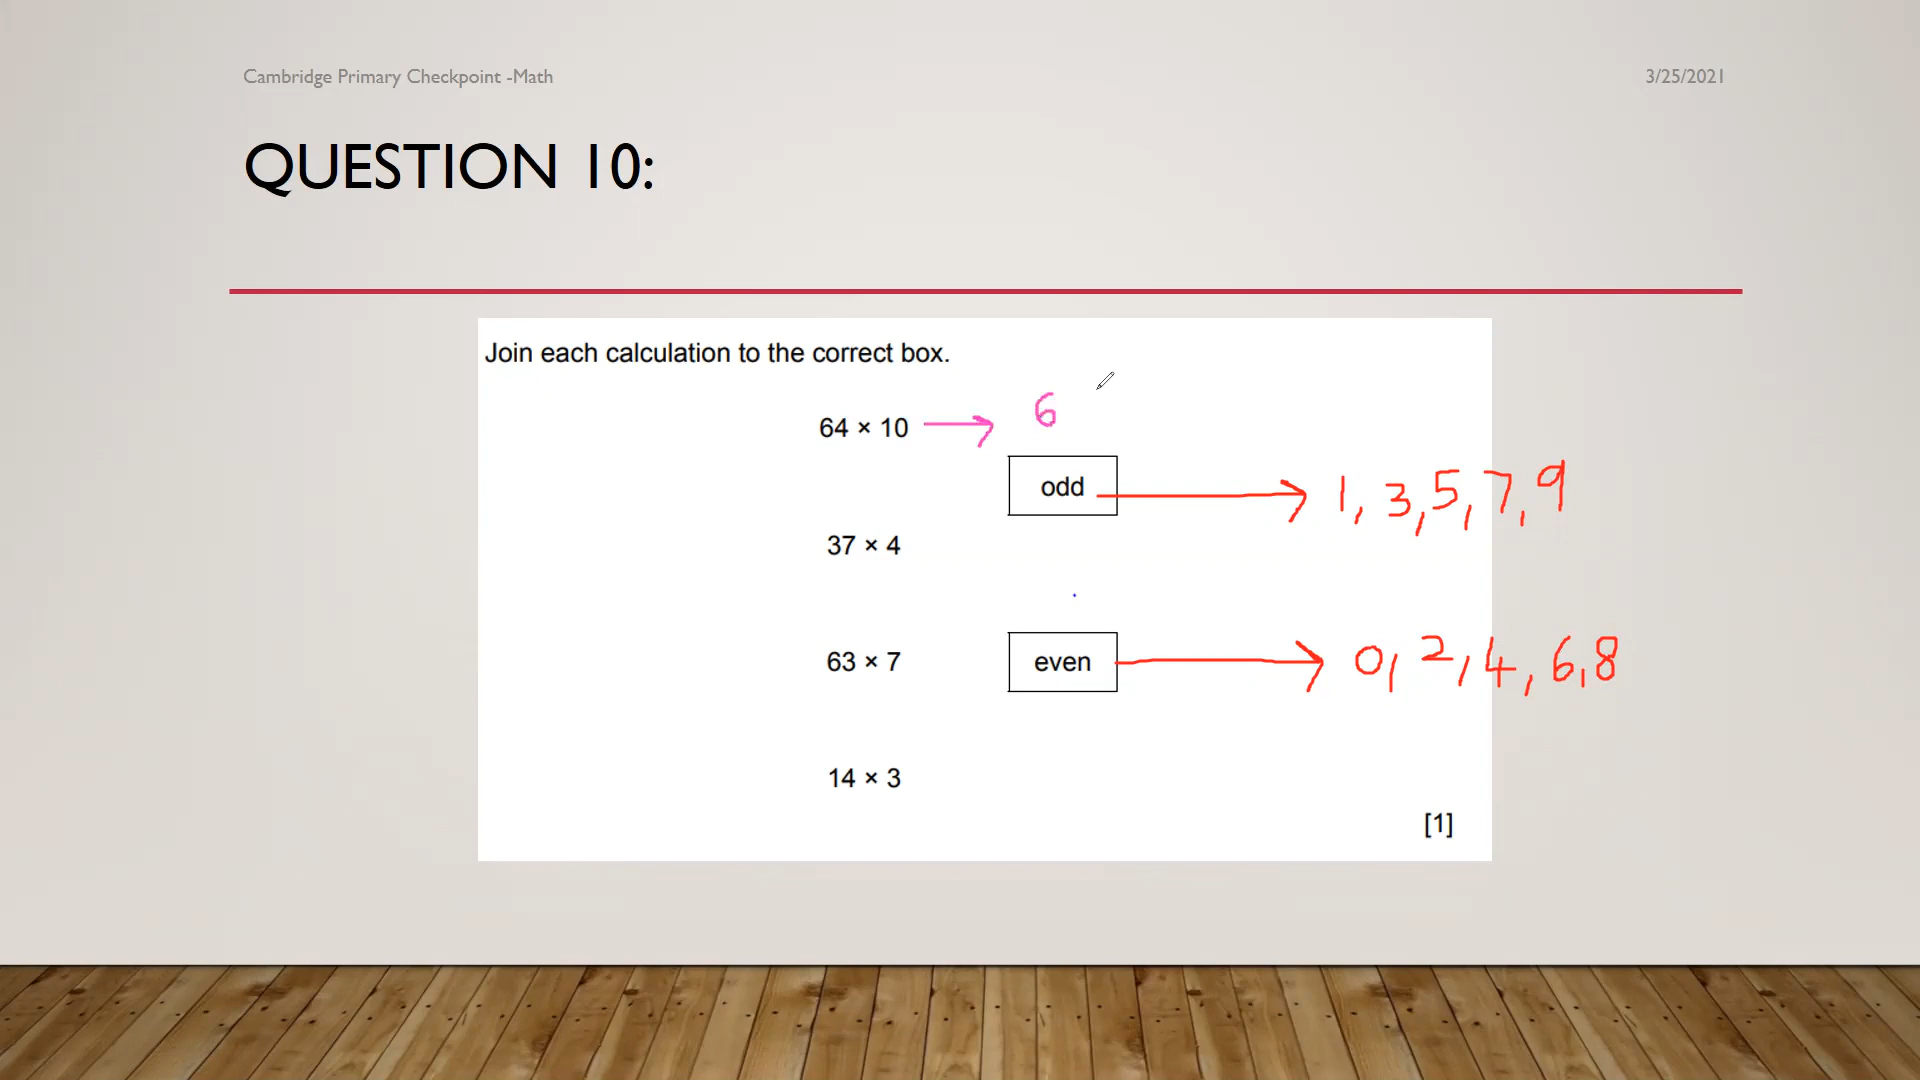 Cambridge Primary Checkpoint -Math
3/25/2021
QUESTION 10:
Join each calculation to the correct box.
64 × 10 → 6
odd → 1, 3, 5, 7, 9
37 × 4
63 × 7
even → 0, 2, 4, 6, 8
14 × 3
[1]